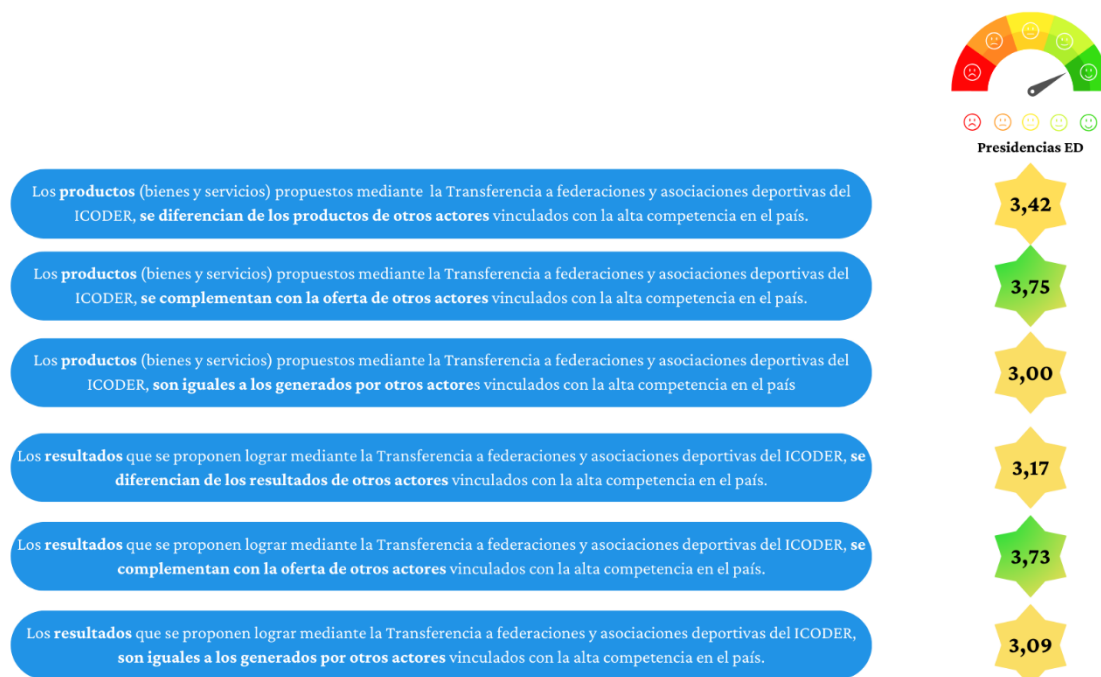 Presidencias ED
Los productos (bienes y servicios) propuestos mediante la Transferencia a federaciones y asociaciones deportivas del
ICODER, se diferencian de los productos de otros actores vinculados con la alta competencia en el país.
3,42
Los productos (bienes y servicios) propuestos mediante la Transferencia a federaciones y asociaciones deportivas del
ICODER, se complementan con la oferta de otros actores vinculados con la alta competencia en el país.
3,75
Los productos (bienes y servicios) propuestos mediante la Transferencia a federaciones y asociaciones deportivas del
ICODER, son iguales a los generados por otros actores vinculados con la alta competencia en el país
3,00
Los resultados que se proponen lograr mediante la Transferencia a federaciones y asociaciones deportivas del ICODER, se
diferencian de los resultados de otros actores vinculados con la alta competencia en el país.
3,17
Los resultados que se proponen lograr mediante la Transferencia a federaciones y asociaciones deportivas del ICODER, se
complementan con la oferta de otros actores vinculados con la alta competencia en el país.
3,73
Los resultados que se proponen lograr mediante la Transferencia a federaciones y asociaciones deportivas del ICODER,
son iguales a los generados por otros actores vinculados con la alta competencia en el país.
3,09